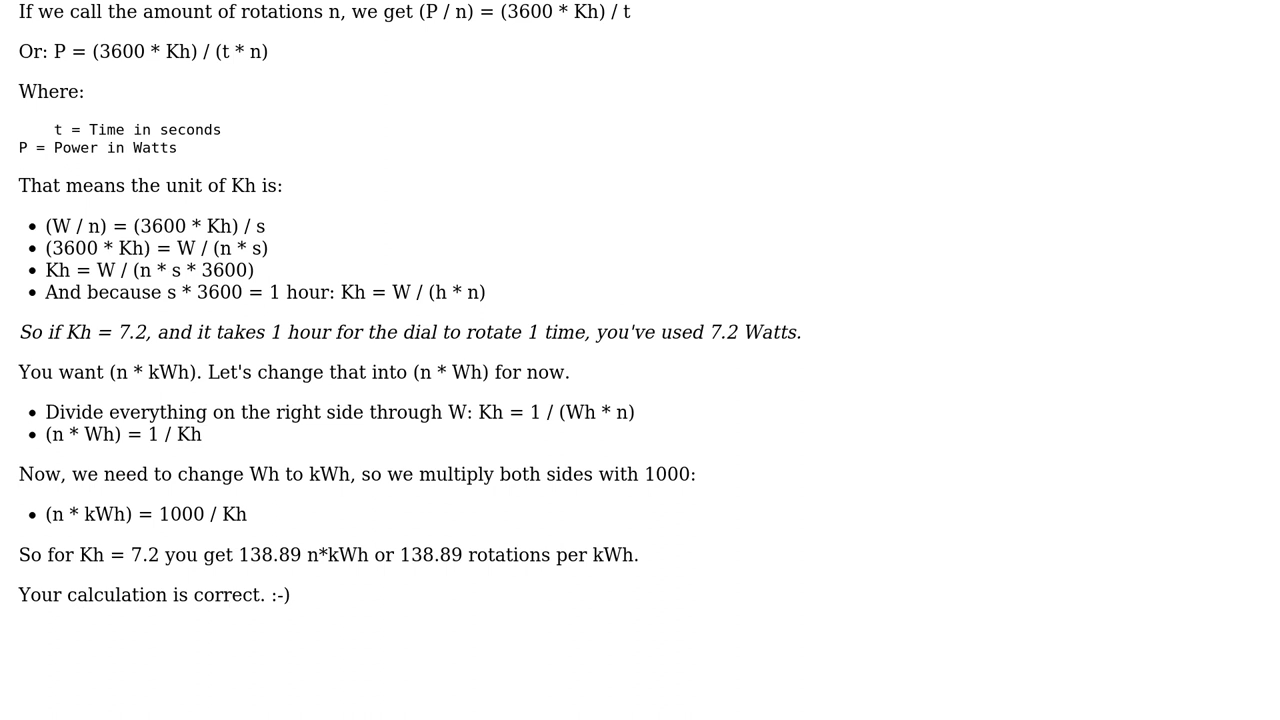 If we call the amount of rotations n, we get (P / n) = (3600 * Kh) / t
Or: P = (3600 * Kh) / (t * n)
Where:
t = Time in seconds
P = Power in Watts
That means the unit of Kh is:
• (W / n) = (3600 * Kh) / s
• (3600 * Kh) = W / (n * s)
• Kh = W / (n * s * 3600)
• And because s * 3600 = 1 hour: Kh = W / (h * n)
So if Kh = 7.2, and it takes 1 hour for the dial to rotate 1 time, you've used 7.2 Watts.
You want (n * kWh). Let's change that into (n * Wh) for now.
• Divide everything on the right side through W: Kh = 1 / (Wh * n)
• (n * Wh) = 1 / Kh
Now, we need to change Wh to kWh, so we multiply both sides with 1000:
• (n * kWh) = 1000 / Kh
So for Kh = 7.2 you get 138.89 n*kWh or 138.89 rotations per kWh.
Your calculation is correct. :-)